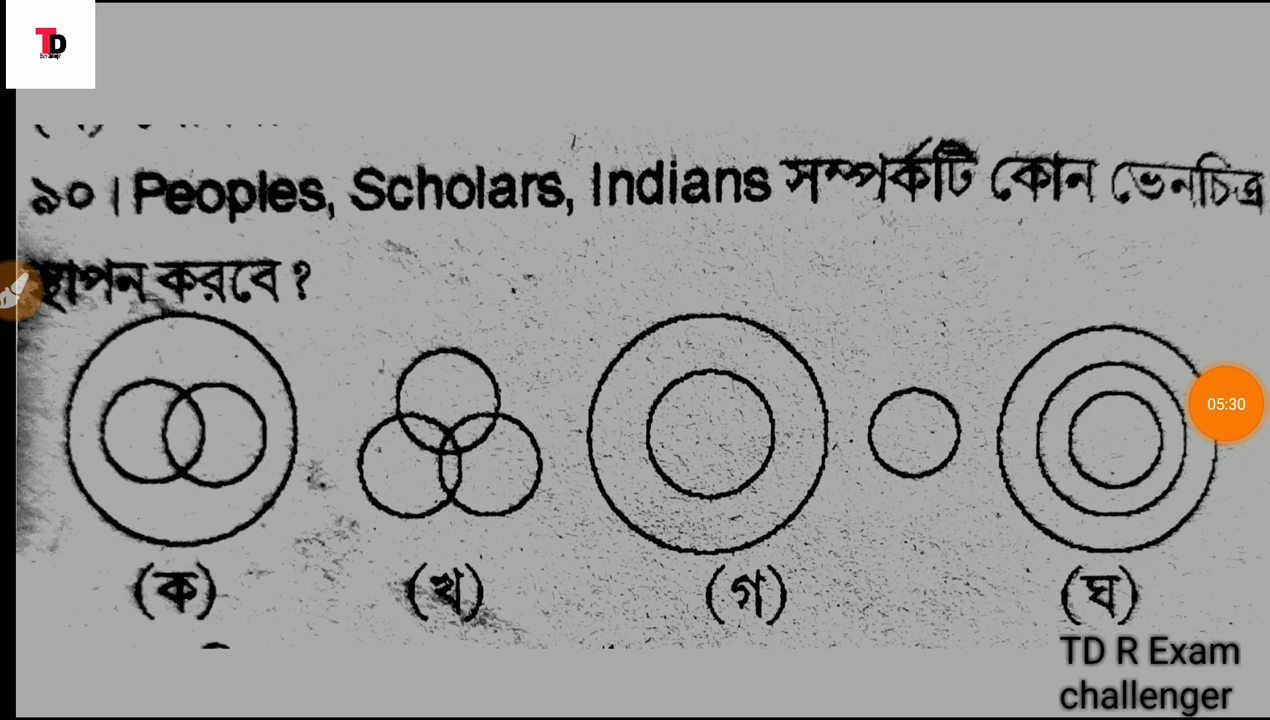 TD
৯০। Peoples, Scholars, Indians সম্পর্কটি কোন ভেনচিত্র
স্থাপন করবে ?
05:30
(ক) (খ) (গ) (ঘ)
TD R Exam
challenger